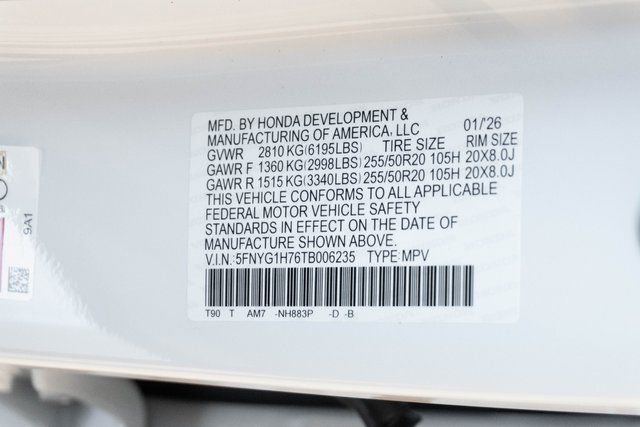 MFD. BY HONDA DEVELOPMENT &
MANUFACTURING OF AMERICA, LLC 01/'26
GVWR 2810 KG(6195LBS) TIRE SIZE RIM SIZE
GAWR F 1360 KG(2998LBS) 255/50R20 105H 20X8.0J
GAWR R 1515 KG(3340LBS) 255/50R20 105H 20X8.0J
THIS VEHICLE CONFORMS TO ALL APPLICABLE
FEDERAL MOTOR VEHICLE SAFETY
STANDARDS IN EFFECT ON THE DATE OF
MANUFACTURE SHOWN ABOVE.
V.I.N.:5FNYG1H76TB006235 TYPE:MPV
T90 T AM7 -NH883P -D -B
9A1